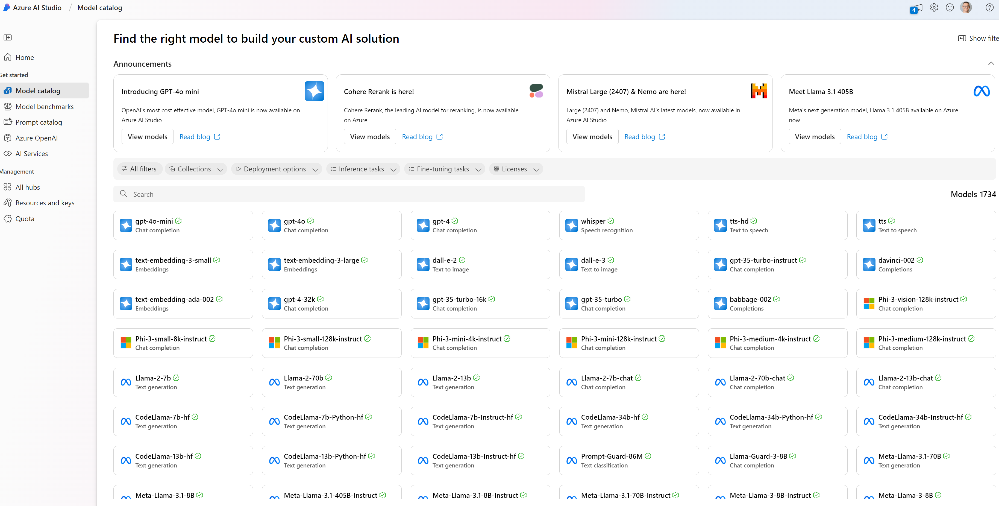 Azure AI Studio / Model catalog
4
Find the right model to build your custom AI solution
Show filte
Home
Get started
Model catalog
Model benchmarks
Prompt catalog
Azure OpenAI
AI Services
Management
All hubs
Resources and keys
Quota
Announcements
Introducing GPT-4o mini
OpenAI's most cost effective model, GPT-4o mini is now available on
Azure AI Studio
View models Read blog
Cohere Rerank is here!
Cohere Rerank, the leading AI model for reranking, is now available
on Azure
View models Read blog
Mistral Large (2407) & Nemo are here!
Large (2407) and Nemo, Mistral AI's latest models, now available in
Azure AI Studio
View models Read blog
Meet Llama 3.1 405B
Meta's next generation model, Llama 3.1 405B available on Azure
now
View models Read blog
All filters Collections Deployment options Inference tasks Fine-tuning tasks Licenses
Search
Models 1734
gpt-4o-mini
Chat completion
gpt-4o
Chat completion
gpt-4
Chat completion
whisper
Speech recognition
tts-hd
Text to speech
tts
Text to speech
text-embedding-3-small
Embeddings
text-embedding-3-large
Embeddings
dall-e-2
Text to image
dall-e-3
Text to image
gpt-35-turbo-instruct
Chat completion
davinci-002
Completions
text-embedding-ada-002
Embeddings
gpt-4-32k
Chat completion
gpt-35-turbo-16k
Chat completion
gpt-35-turbo
Chat completion
babbage-002
Completions
Phi-3-vision-128k-instruct
Chat completion
Phi-3-small-8k-instruct
Chat completion
Phi-3-small-128k-instruct
Chat completion
Phi-3-mini-4k-instruct
Chat completion
Phi-3-mini-128k-instruct
Chat completion
Phi-3-medium-4k-instruct
Chat completion
Phi-3-medium-128k-instruct
Chat completion
Llama-2-7b
Text generation
Llama-2-70b
Text generation
Llama-2-13b
Text generation
Llama-2-7b-chat
Chat completion
Llama-2-70b-chat
Chat completion
Llama-2-13b-chat
Chat completion
CodeLlama-7b-hf
Text generation
CodeLlama-7b-Python-hf
Text generation
CodeLlama-7b-Instruct-hf
Text generation
CodeLlama-34b-hf
Text generation
CodeLlama-34b-Python-hf
Text generation
CodeLlama-34b-Instruct-hf
Text generation
CodeLlama-13b-hf
Text generation
CodeLlama-13b-Python-hf
Text generation
CodeLlama-13b-Instruct-hf
Text generation
Prompt-Guard-86M
Text classification
Llama-Guard-3-8B
Chat completion
Meta-Llama-3.1-70B
Text generation
Meta-Llama-3.1-8B
Meta-Llama-3.1-405B-Instruct
Meta-Llama-3.1-8B-Instruct
Meta-Llama-3.1-70B-Instruct
Meta-Llama-3-8B-Instruct
Meta-Llama-3-8B